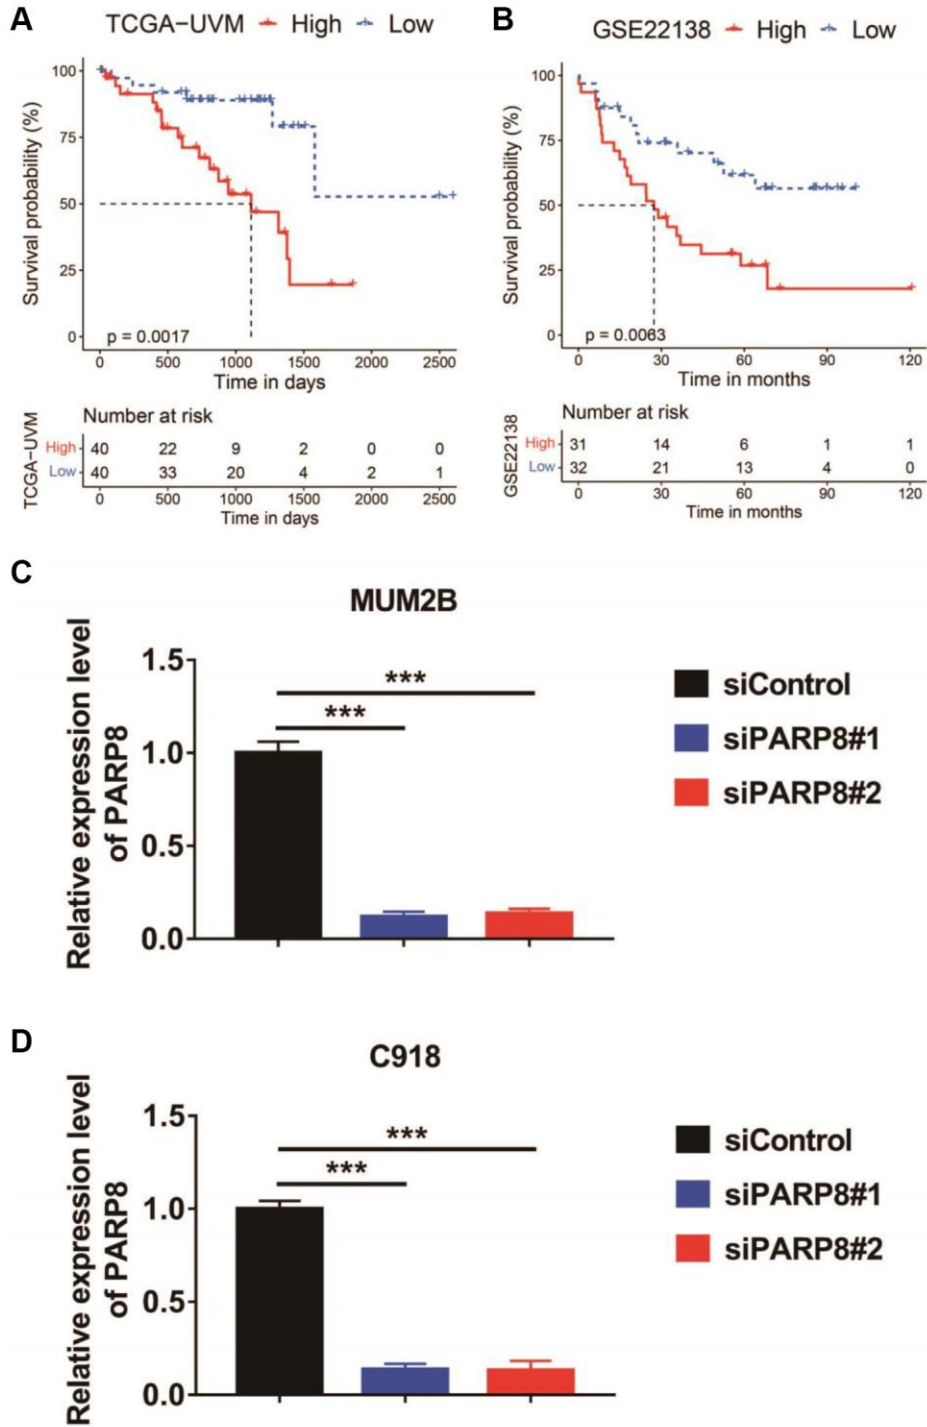 A
TCGA−UVM High Low
Survival probability (%)
100
75
50
25
0
p = 0.0017
0 500 1000 1500 2000 2500
Time in days
Number at risk
TCGA−UVM
High 40 22 9 2 0 0
Low 40 33 20 4 2 1
0 500 1000 1500 2000 2500
Time in days
B
GSE22138 High Low
Survival probability (%)
100
75
50
25
0
p = 0.0063
0 30 60 90 120
Time in months
Number at risk
GSE22138
High 31 14 6 1 1
Low 32 21 13 4 0
0 30 60 90 120
Time in months
C
MUM2B
Relative expression level
of PARP8
1.5
1.0
0.5
0.0
***
***
siControl
siPARP8#1
siPARP8#2
D
C918
Relative expression level
of PARP8
1.5
1.0
0.5
0.0
***
***
siControl
siPARP8#1
siPARP8#2